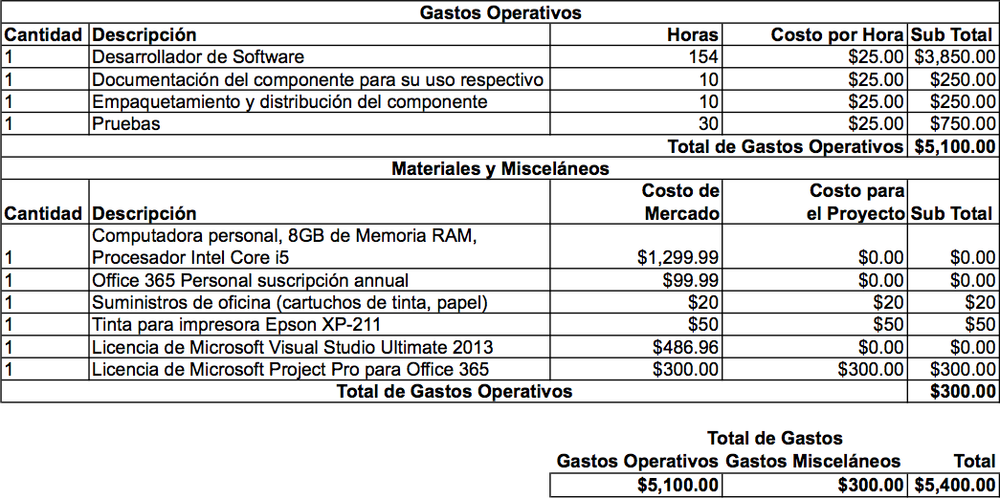 Gastos Operativos
Cantidad Descripción Horas Costo por Hora Sub Total
1 Desarrollador de Software 154 $25.00 $3,850.00
1 Documentación del componente para su uso respectivo 10 $25.00 $250.00
1 Empaquetamiento y distribución del componente 10 $25.00 $250.00
1 Pruebas 30 $25.00 $750.00
Total de Gastos Operativos $5,100.00
Materiales y Misceláneos
Costo de Costo para
Cantidad Descripción Mercado el Proyecto Sub Total
Computadora personal, 8GB de Memoria RAM,
1 Procesador Intel Core i5 $1,299.99 $0.00 $0.00
1 Office 365 Personal suscripción annual $99.99 $0.00 $0.00
1 Suministros de oficina (cartuchos de tinta, papel) $20 $20 $20
1 Tinta para impresora Epson XP-211 $50 $50 $50
1 Licencia de Microsoft Visual Studio Ultimate 2013 $486.96 $0.00 $0.00
1 Licencia de Microsoft Project Pro para Office 365 $300.00 $300.00 $300.00
Total de Gastos Operativos $300.00
Total de Gastos
Gastos Operativos Gastos Misceláneos Total
$5,100.00 $300.00 $5,400.00